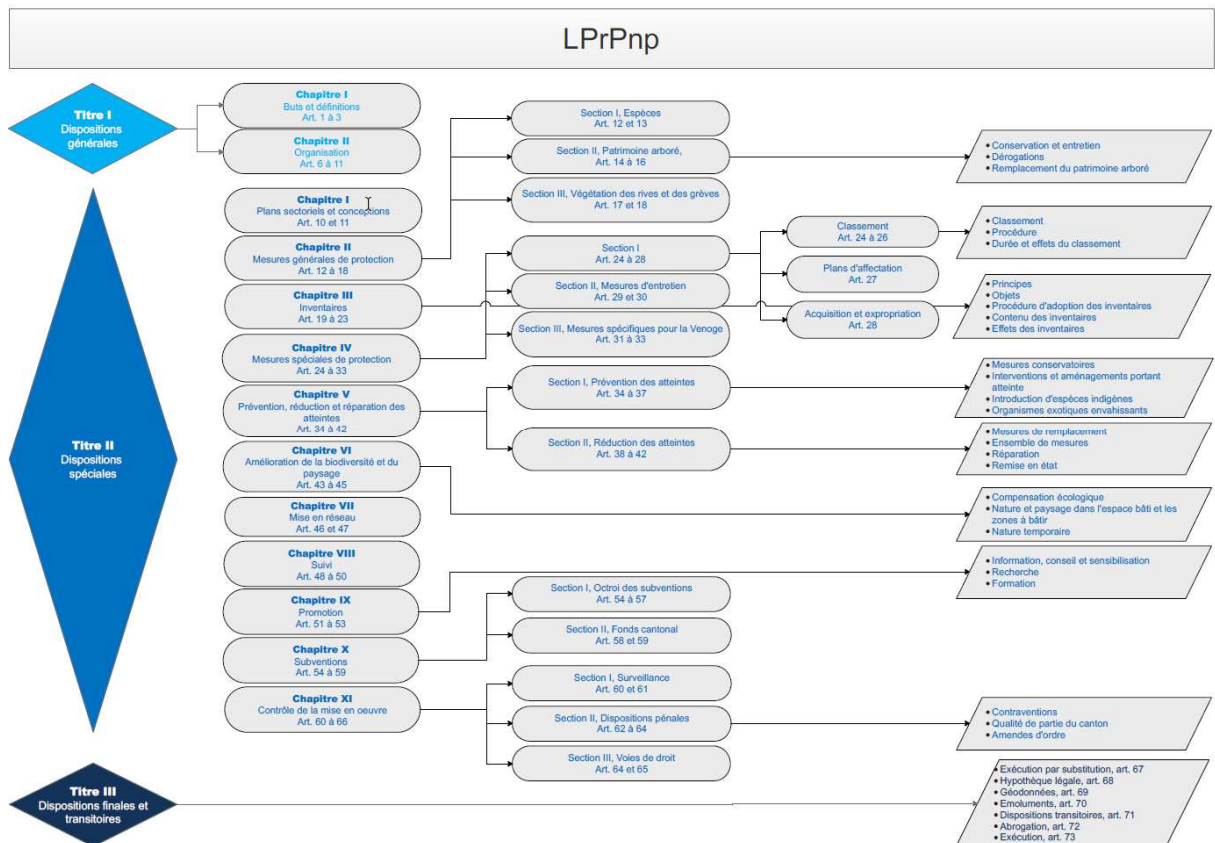 LPrPnp
Titre I
Dispositions
générales
Chapitre I
Buts et définitions
Art. 1 à 3
Chapitre II
Organisation
Art. 6 à 11
Titre II
Dispositions
spéciales
Chapitre I
Plans sectoriels et conceptions
Art. 10 et 11
Chapitre II
Mesures générales de protection
Art. 12 à 18
Chapitre III
Inventaires
Art. 19 à 23
Chapitre IV
Mesures spéciales de protection
Art. 24 à 33
Chapitre V
Prévention, réduction et réparation des
atteintes
Art. 34 à 42
Chapitre VI
Amélioration de la biodiversité et du
paysage
Art. 43 à 45
Chapitre VII
Mise en réseau
Art. 46 et 47
Chapitre VIII
Suivi
Art. 48 à 50
Chapitre IX
Promotion
Art. 51 à 53
Chapitre X
Subventions
Art. 54 à 59
Chapitre XI
Contrôle de la mise en oeuvre
Art. 60 à 66
Section I, Espèces
Art. 12 et 13
Section II, Patrimoine arboré,
Art. 14 à 16
Section III, Végétation des rives et des grèves
Art. 17 et 18
Section I
Art. 24 à 28
Section II, Mesures d'entretien
Art. 29 et 30
Section III, Mesures spécifiques pour la Venoge
Art. 31 à 33
Section I, Prévention des atteintes
Art. 34 à 37
Section II, Réduction des atteintes
Art. 38 à 42
Section I, Octroi des subventions
Art. 54 à 57
Section II, Fonds cantonal
Art. 58 et 59
Section I, Surveillance
Art. 60 et 61
Section II, Dispositions pénales
Art. 62 à 64
Section III, Voies de droit
Art. 64 et 65
Classement
Art. 24 à 26
Plans d'affectation
Art. 27
Acquisition et expropriation
Art. 28
• Conservation et entretien
• Dérogations
• Remplacement du patrimoine arboré
• Classement
• Procédure
• Durée et effets du classement
• Principes
• Objets
• Procédure d'adoption des inventaires
• Contenu des inventaires
• Effets des inventaires
• Mesures conservatoires
• Interventions et aménagements portant
atteinte
• Introduction d'espèces indigènes
• Organismes exotiques envahissants
• Mesures de remplacement
• Ensemble de mesures
• Réparation
• Remise en état
• Compensation écologique
• Nature et paysage dans l'espace bâti et les
zones à bâtir
• Nature temporaire
• Information, conseil et sensibilisation
• Recherche
• Formation
• Contraventions
• Qualité de partie du canton
• Amendes d'ordre
Titre III
Dispositions finales et
transitoires
• Exécution par substitution, art. 67
• Hypothèque légale, art. 68
• Géodonnées, art. 69
• Emoluments, art. 70
• Dispositions transitoires, art. 71
• Abrogation, art. 72
• Exécution, art. 73